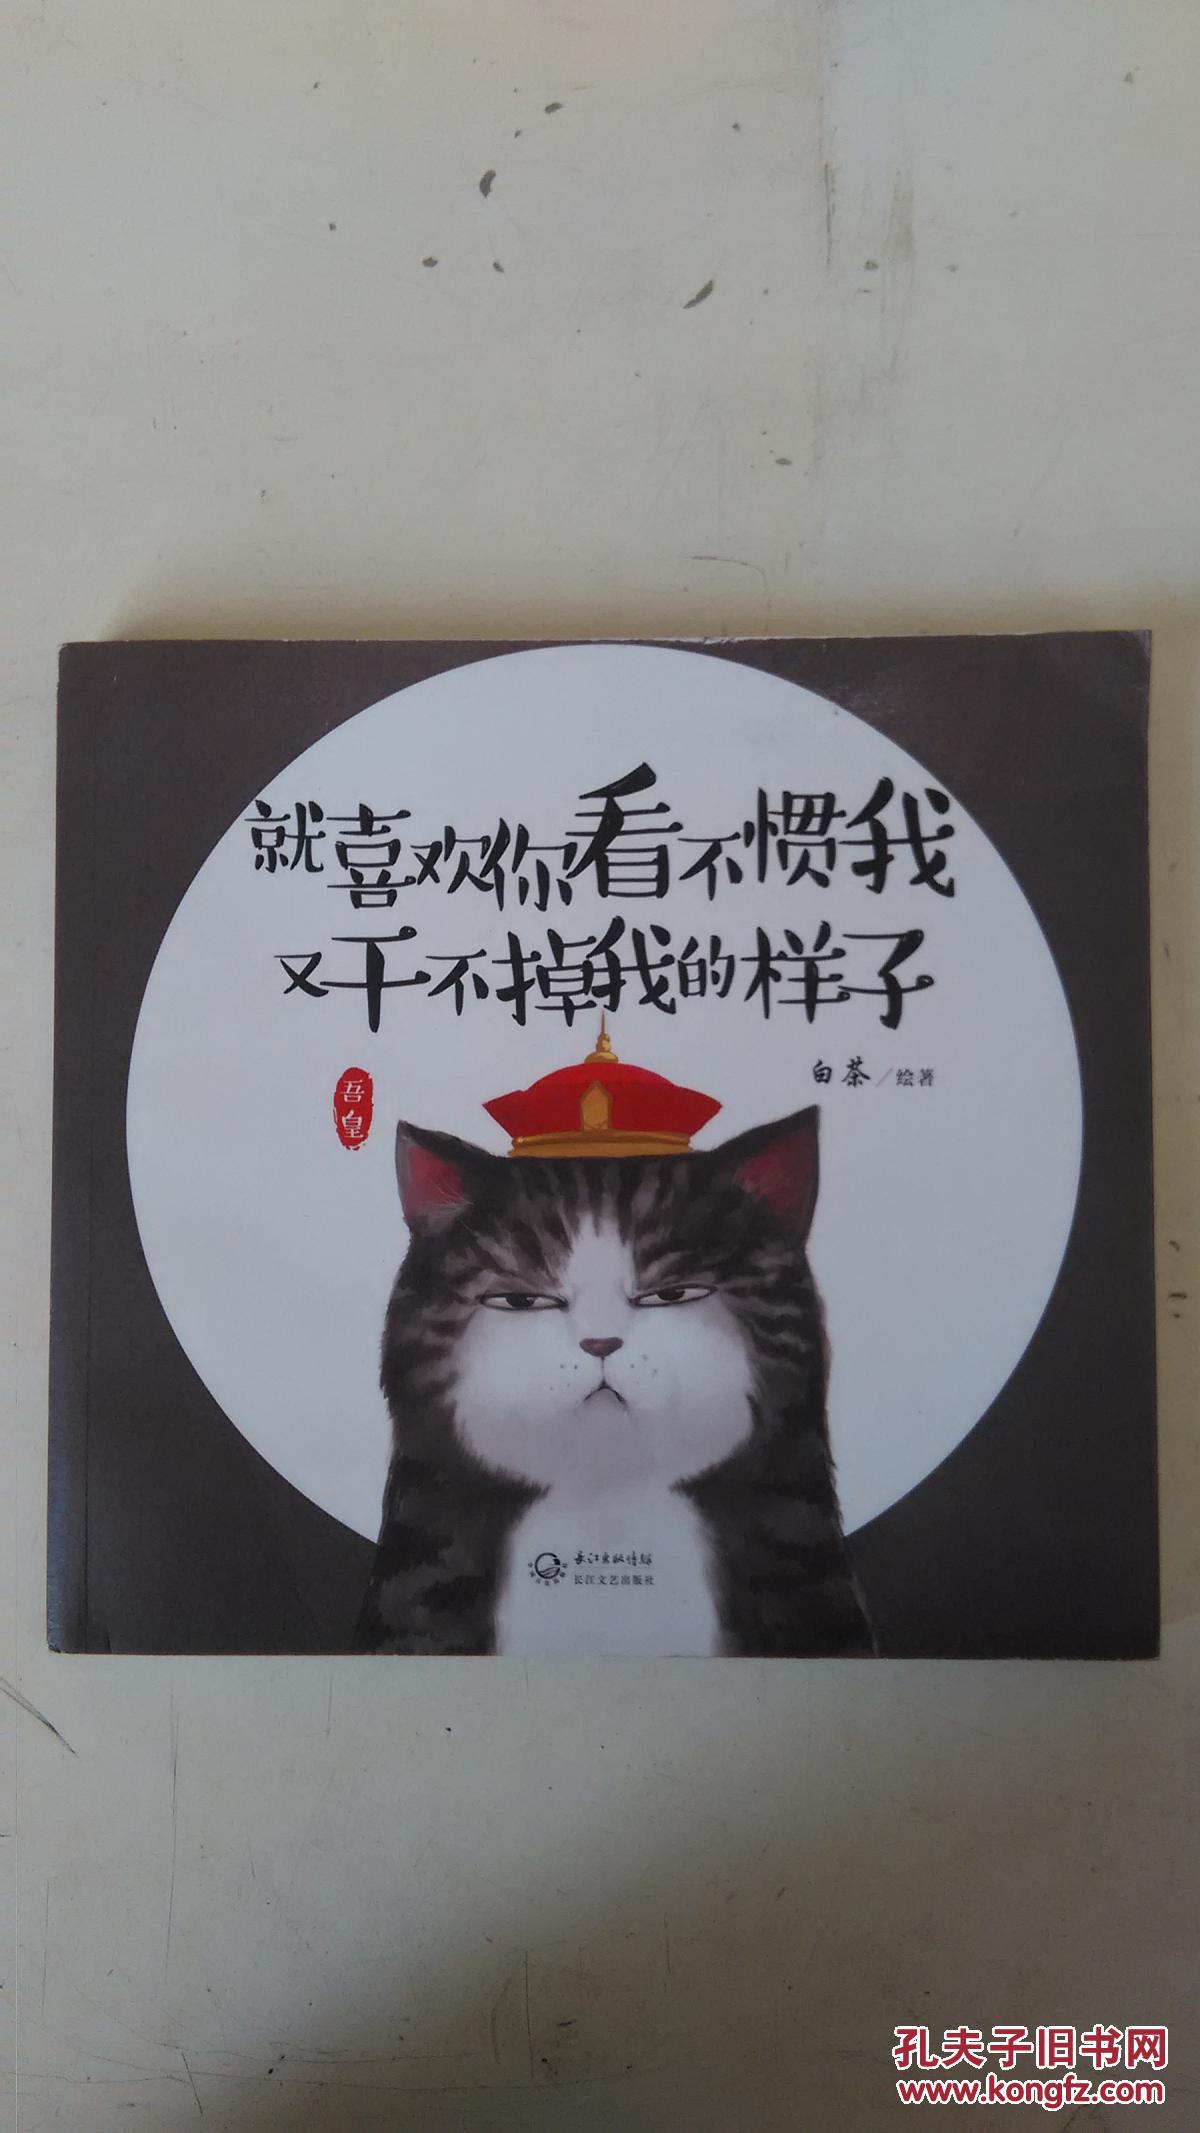 就喜欢你看不惯我
又干不掉我的样子
白茶／绘著
吾皇
长江出版传媒
长江文艺出版社
孔夫子旧书网
www.kongfz.com